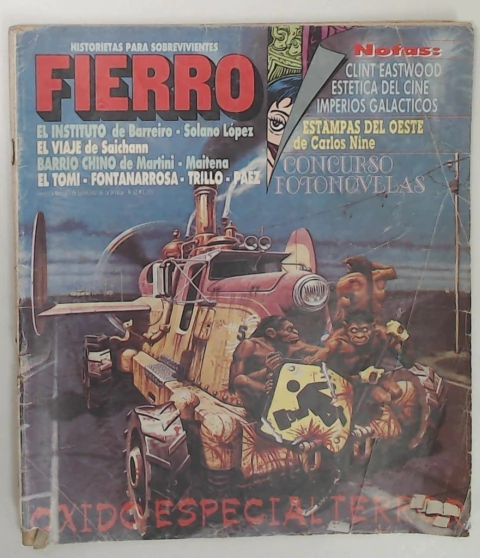 HISTORIETAS PARA SOBREVIVIENTES
FIERRO
EL INSTITUTO de Barreiro - Solano López
EL VIAJE de Saichann
BARRIO CHINO de Martini - Maitena
EL TOMI - FONTANARROSA - TRILLO - PAEZ
Notas:
CLINT EASTWOOD
ESTETICA DEL CINE
IMPERIOS GALACTICOS
ESTAMPAS DEL OESTE
de Carlos Nine
CONCURSO
FOTONOVELAS
OXIDO: ESPECIAL TERROR